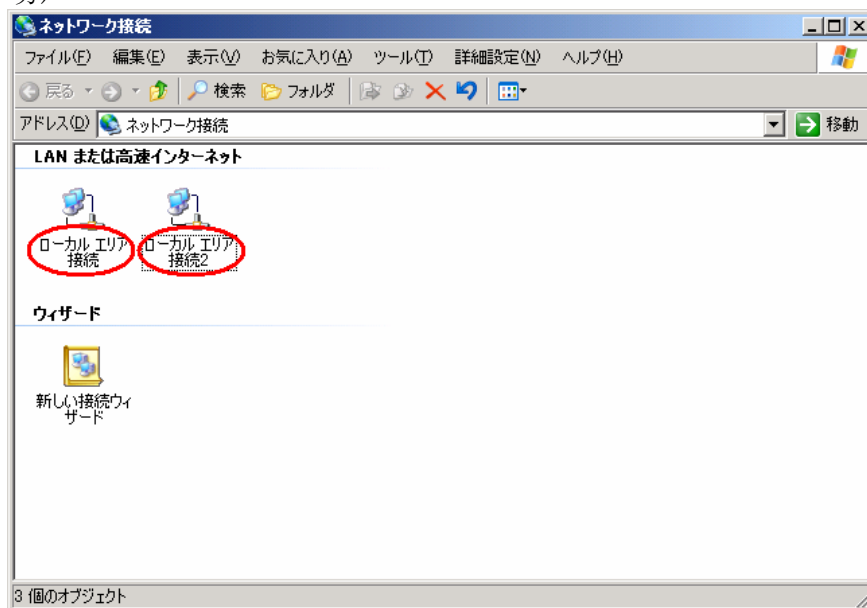 ネットワーク接続
ファイル(F) 編集(E) 表示(V) お気に入り(A) ツール(T) 詳細設定(N) ヘルプ(H)
戻る 検索 フォルダ
アドレス(D) ネットワーク接続 移動
LAN または高速インターネット
ローカル エリア
接続
ローカル エリア
接続2
ウィザード
新しい接続ウィ
ザード
3 個のオブジェクト